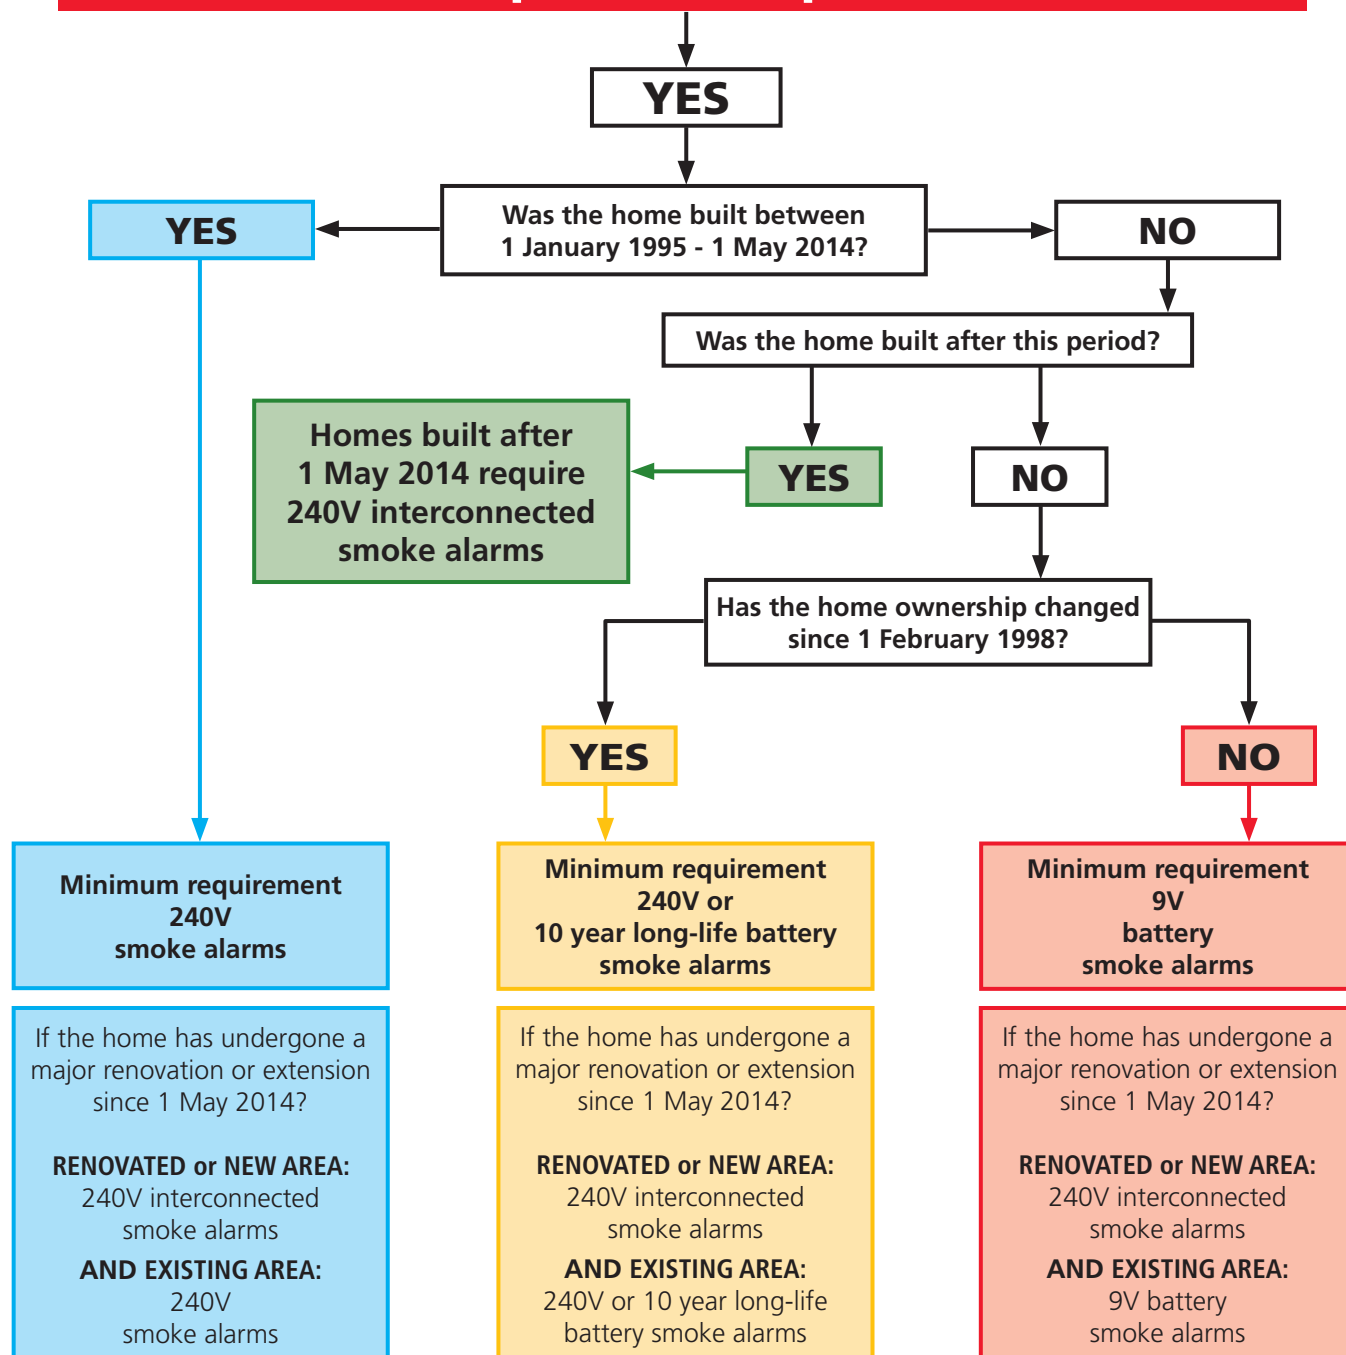 YES
Was the home built between
1 January 1995 - 1 May 2014?
YES
NO
Was the home built after this period?
YES
NO
Homes built after
1 May 2014 require
240V interconnected
smoke alarms
Has the home ownership changed
since 1 February 1998?
YES
NO
Minimum requirement
240V
smoke alarms
Minimum requirement
240V or
10 year long-life battery
smoke alarms
Minimum requirement
9V
battery
smoke alarms
If the home has undergone a
major renovation or extension
since 1 May 2014?
RENOVATED or NEW AREA:
240V interconnected
smoke alarms
AND EXISTING AREA:
240V
smoke alarms
If the home has undergone a
major renovation or extension
since 1 May 2014?
RENOVATED or NEW AREA:
240V interconnected
smoke alarms
AND EXISTING AREA:
240V or 10 year long-life
battery smoke alarms
If the home has undergone a
major renovation or extension
since 1 May 2014?
RENOVATED or NEW AREA:
240V interconnected
smoke alarms
AND EXISTING AREA:
9V battery
smoke alarms